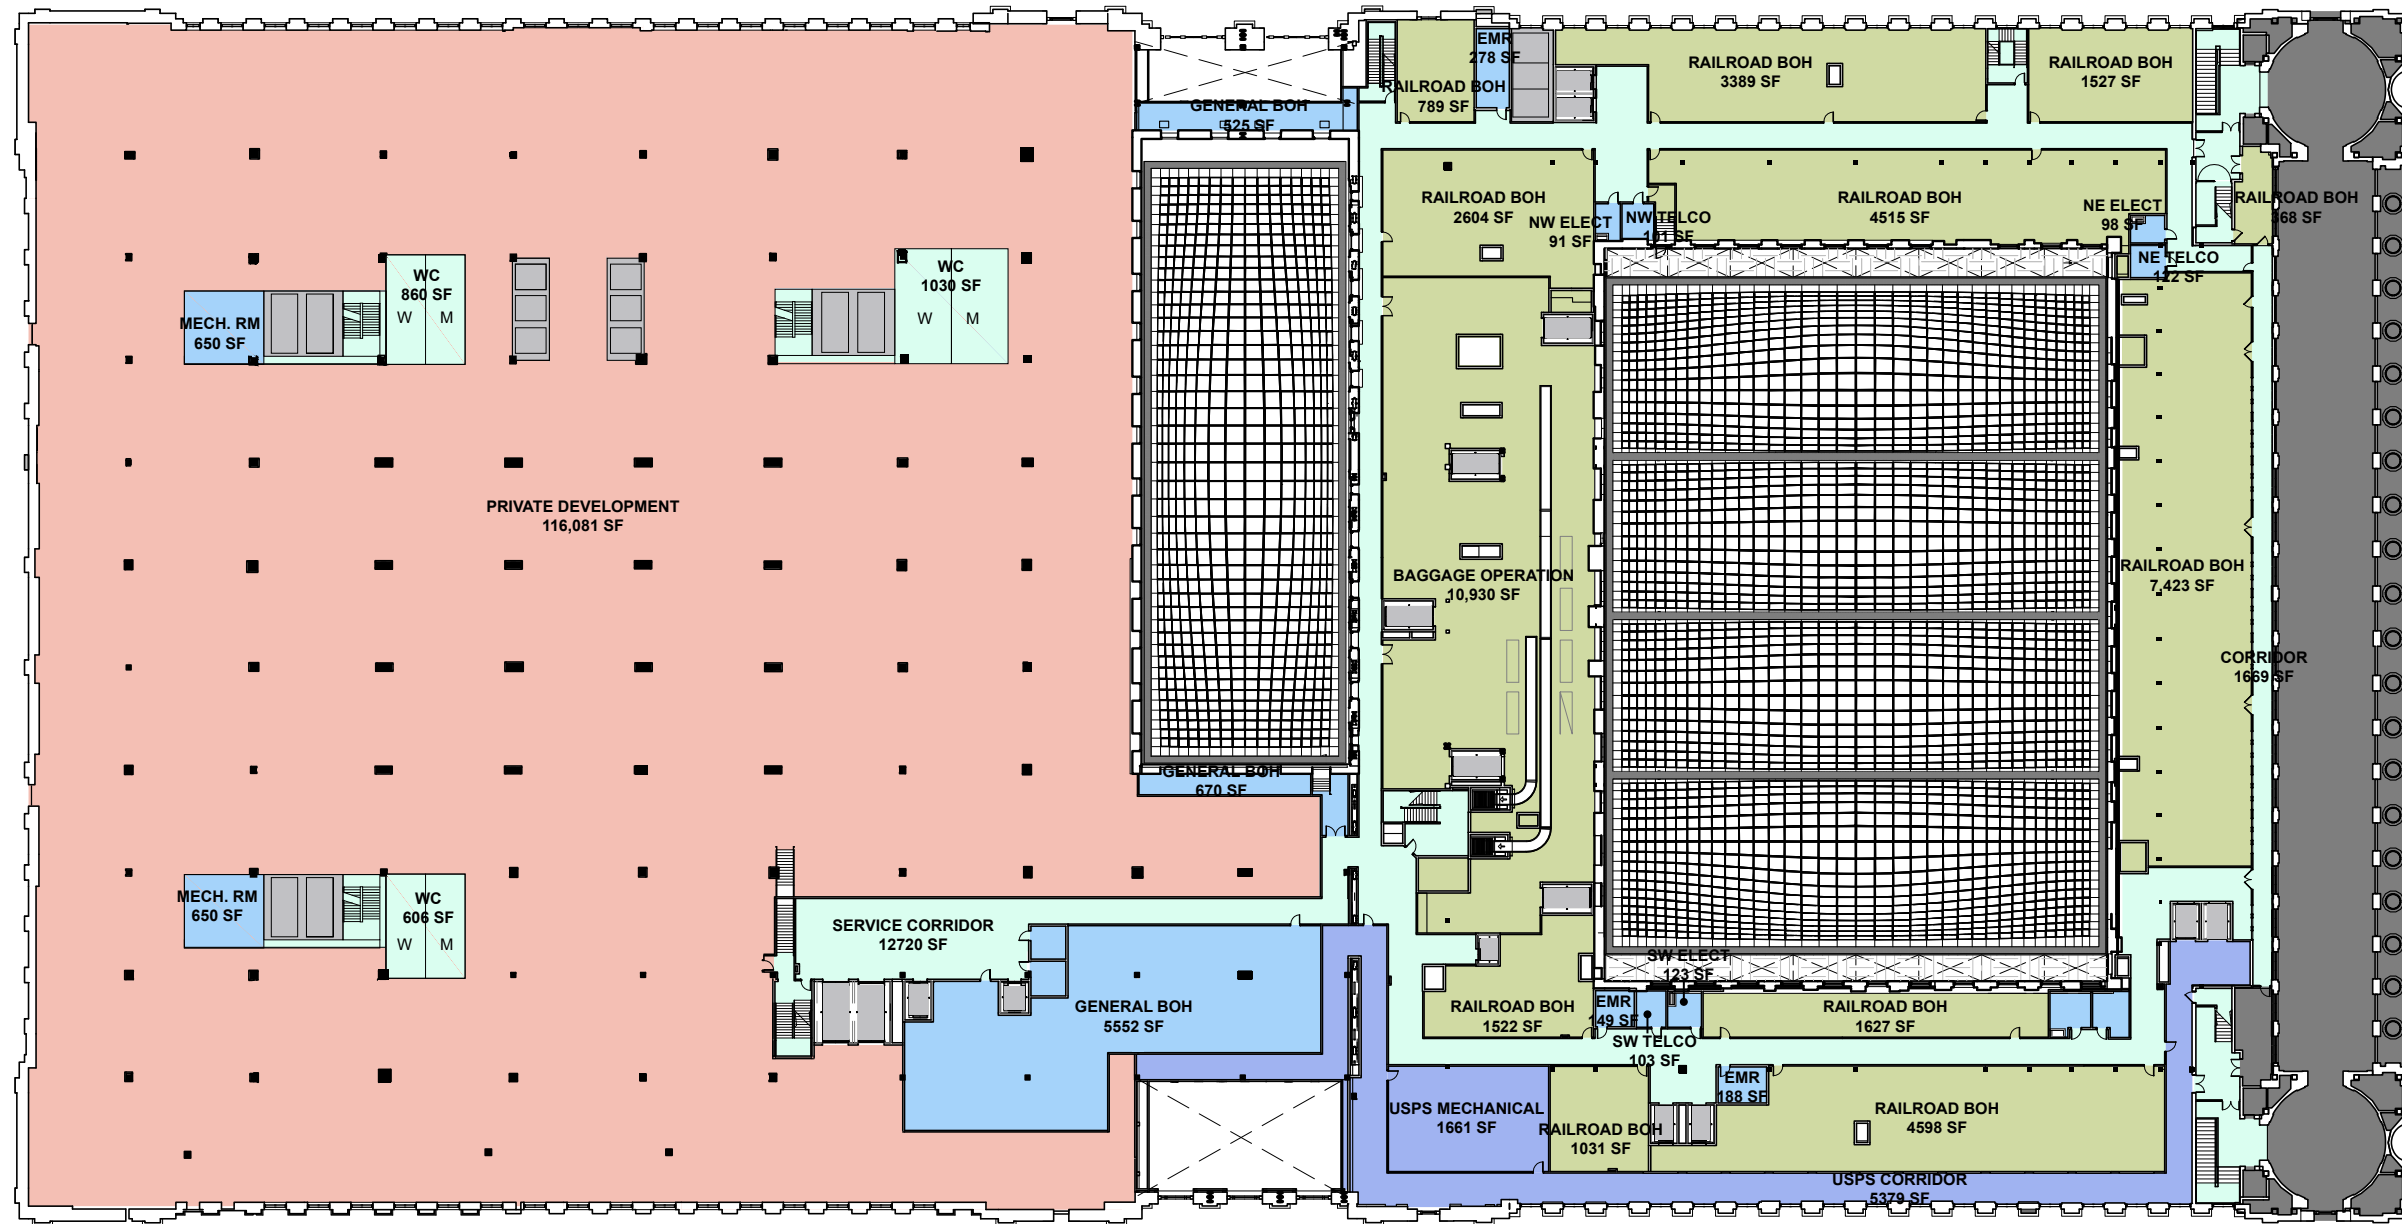 EMR
278 SF
RAILROAD BOH
789 SF
RAILROAD BOH
3389 SF
RAILROAD BOH
1527 SF
GENERAL BOH
525 SF
RAILROAD BOH
2604 SF
NW ELECT
91 SF
NW TELCO
101 SF
RAILROAD BOH
4515 SF
NE ELECT
98 SF
RAILROAD BOH
368 SF
NE TELCO
122 SF
WC
860 SF
W M
MECH. RM
650 SF
WC
1030 SF
W M
PRIVATE DEVELOPMENT
116,081 SF
BAGGAGE OPERATION
10,930 SF
RAILROAD BOH
7,423 SF
CORRIDOR
1669 SF
GENERAL BOH
670 SF
MECH. RM
650 SF
WC
606 SF
W M
SERVICE CORRIDOR
12720 SF
GENERAL BOH
5552 SF
SW ELECT
123 SF
RAILROAD BOH
1522 SF
EMR
149 SF
RAILROAD BOH
1627 SF
SW TELCO
103 SF
EMR
188 SF
USPS MECHANICAL
1661 SF
RAILROAD BOH
1031 SF
RAILROAD BOH
4598 SF
USPS CORRIDOR
5379 SF